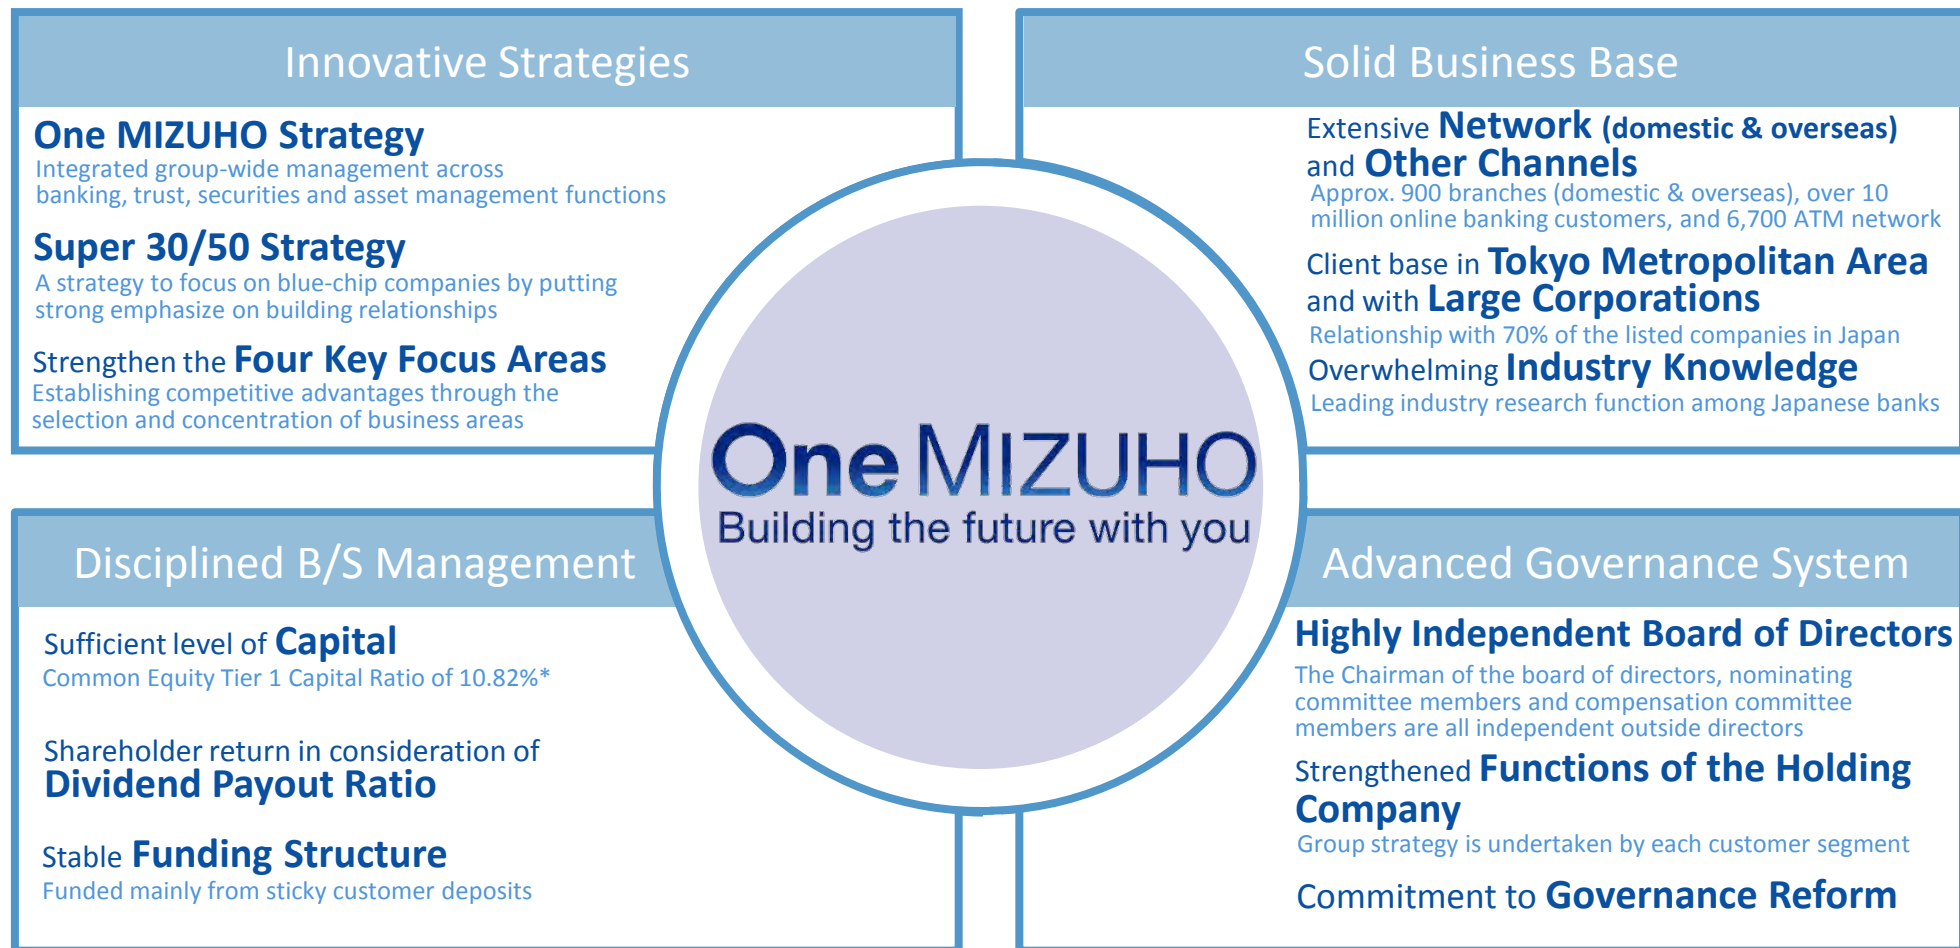 Innovative Strategies
One MIZUHO Strategy
Integrated group-wide management across
banking, trust, securities and asset management functions
Super 30/50 Strategy
A strategy to focus on blue-chip companies by putting
strong emphasize on building relationships
Strengthen the Four Key Focus Areas
Establishing competitive advantages through the
selection and concentration of business areas
Solid Business Base
Extensive Network (domestic & overseas)
and Other Channels
Approx. 900 branches (domestic & overseas), over 10
million online banking customers, and 6,700 ATM network
Client base in Tokyo Metropolitan Area
and with Large Corporations
Relationship with 70% of the listed companies in Japan
Overwhelming Industry Knowledge
Leading industry research function among Japanese banks
One MIZUHO
Building the future with you
Disciplined B/S Management
Sufficient level of Capital
Common Equity Tier 1 Capital Ratio of 10.82%*
Shareholder return in consideration of
Dividend Payout Ratio
Stable Funding Structure
Funded mainly from sticky customer deposits
Advanced Governance System
Highly Independent Board of Directors
The Chairman of the board of directors, nominating
committee members and compensation committee
members are all independent outside directors
Strengthened Functions of the Holding
Company
Group strategy is undertaken by each customer segment
Commitment to Governance Reform